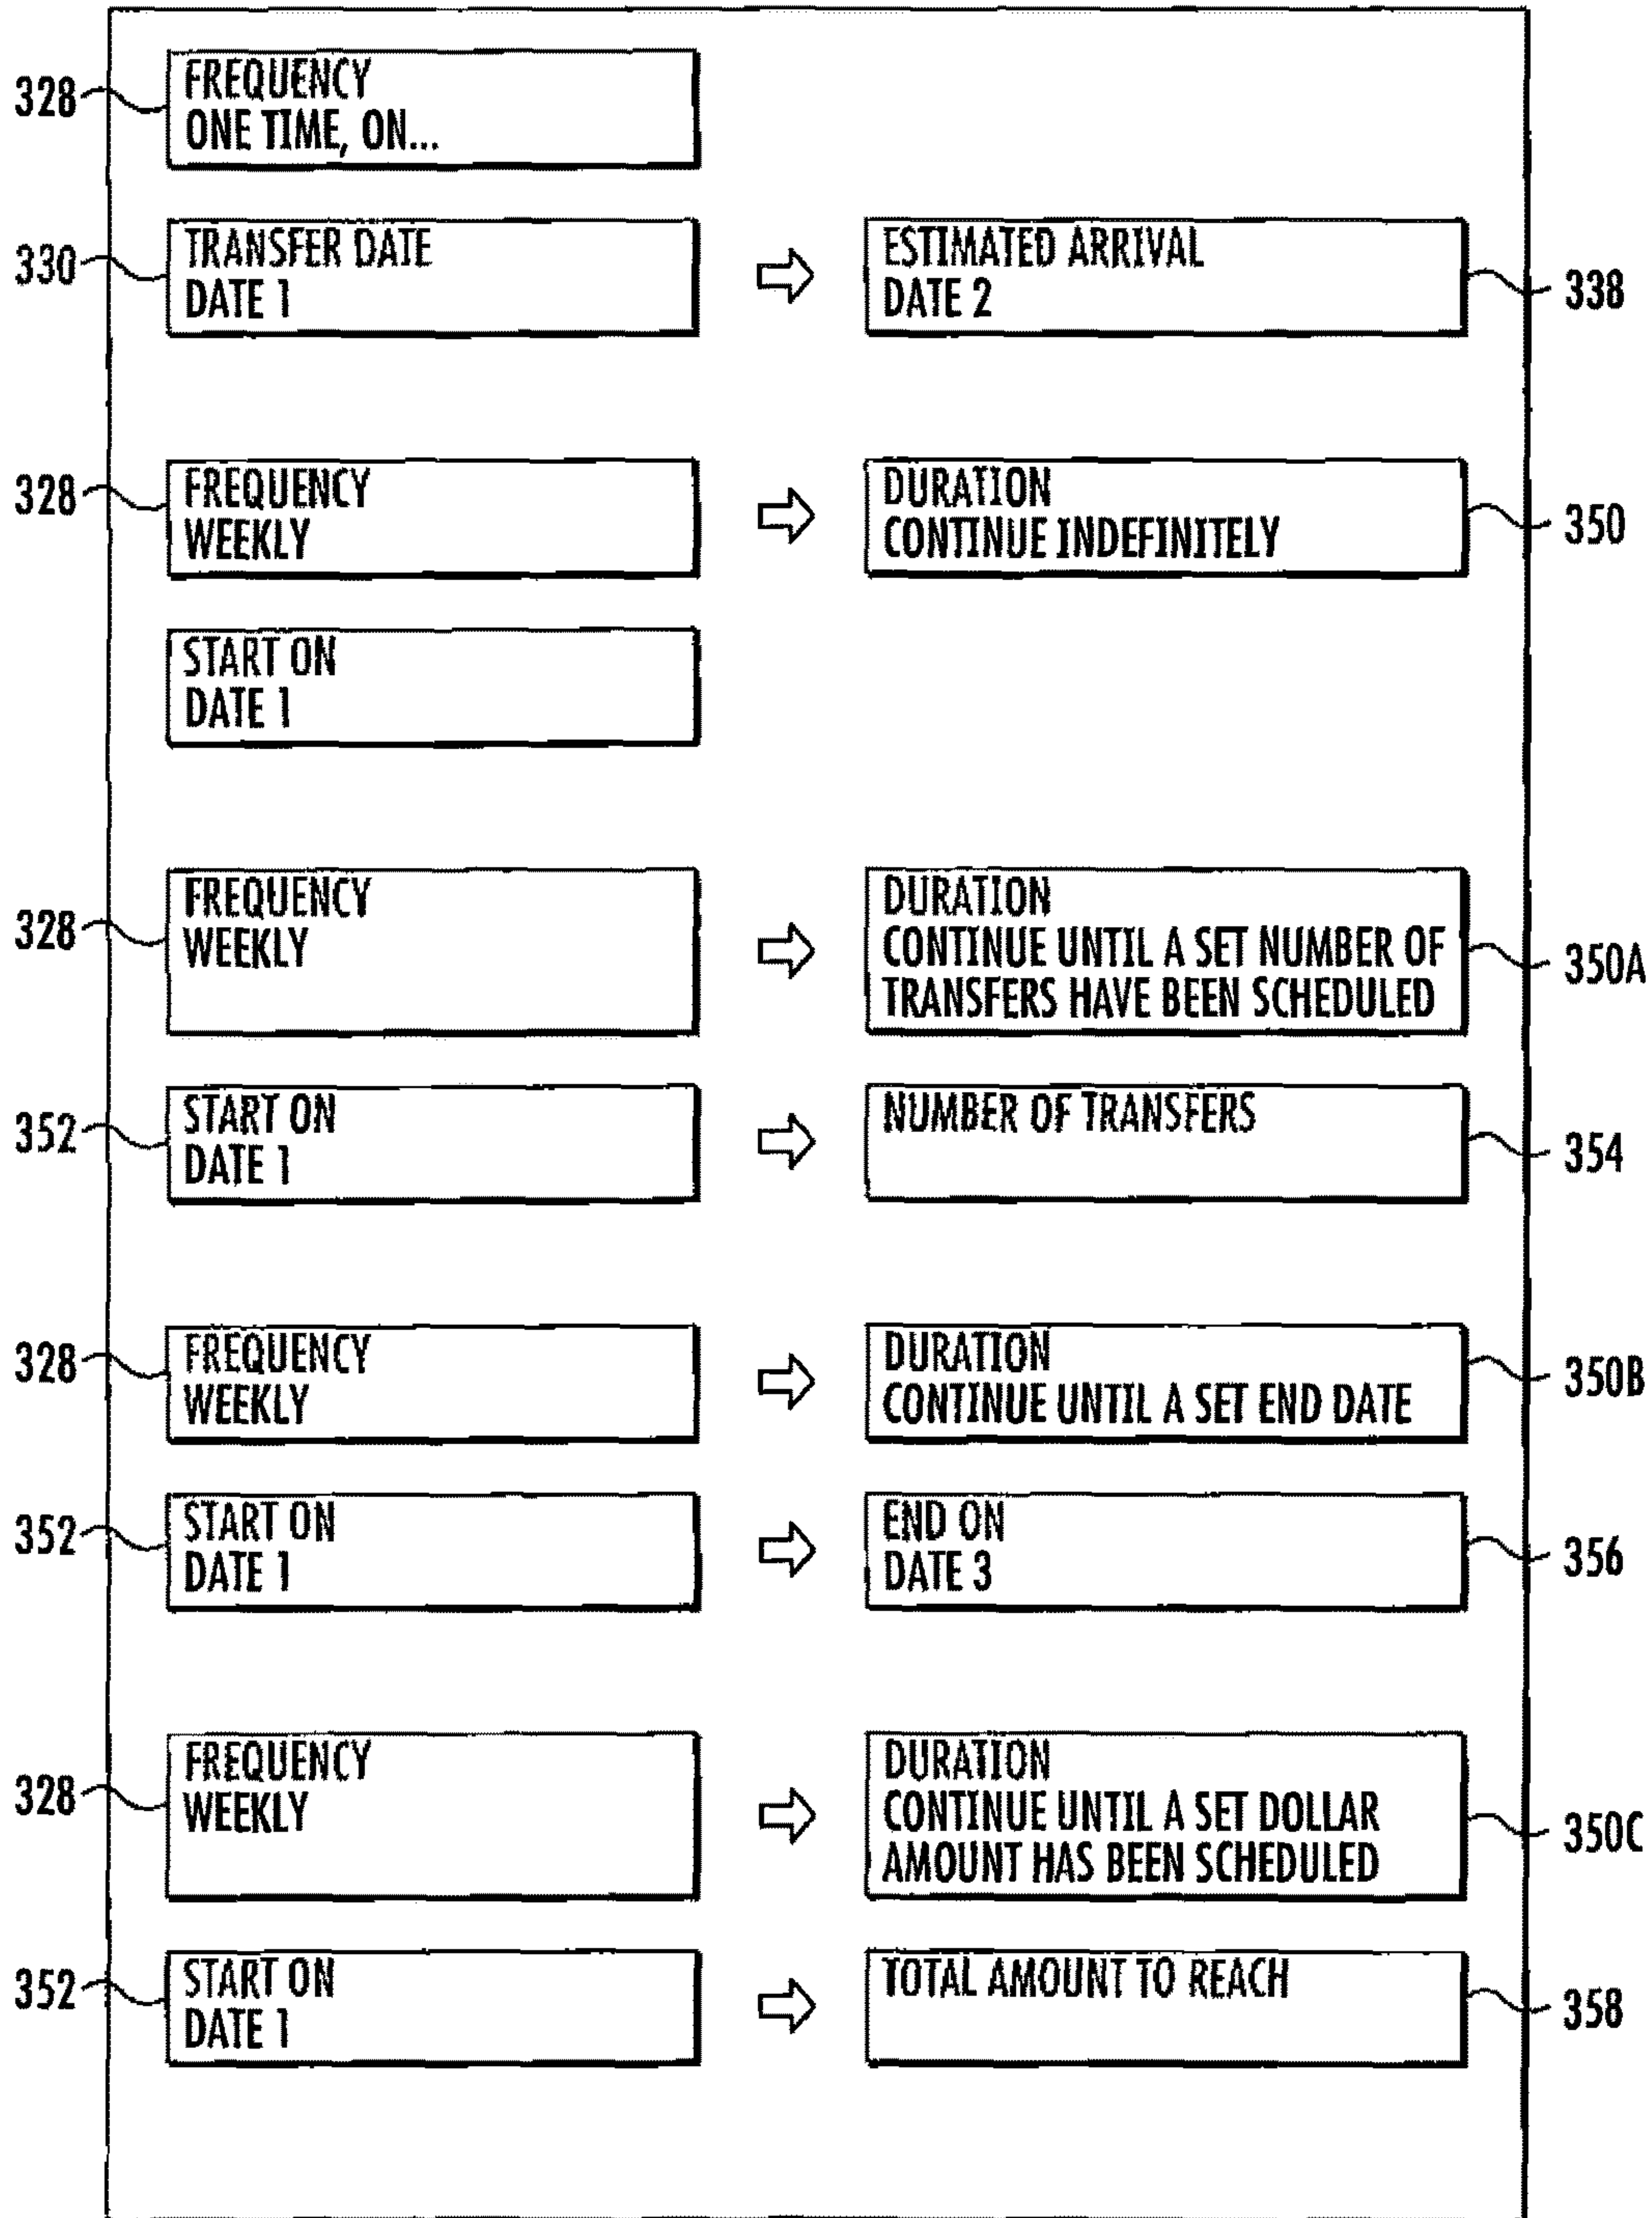 328
FREQUENCY
ONE TIME, ON...
330
TRANSFER DATE
DATE 1
ESTIMATED ARRIVAL
DATE 2
338
328
FREQUENCY
WEEKLY
DURATION
CONTINUE INDEFINITELY
350
START ON
DATE 1
328
FREQUENCY
WEEKLY
DURATION
CONTINUE UNTIL A SET NUMBER OF
TRANSFERS HAVE BEEN SCHEDULED
350A
352
START ON
DATE 1
NUMBER OF TRANSFERS
354
328
FREQUENCY
WEEKLY
DURATION
CONTINUE UNTIL A SET END DATE
350B
352
START ON
DATE 1
END ON
DATE 3
356
328
FREQUENCY
WEEKLY
DURATION
CONTINUE UNTIL A SET DOLLAR
AMOUNT HAS BEEN SCHEDULED
350C
352
START ON
DATE 1
TOTAL AMOUNT TO REACH
358